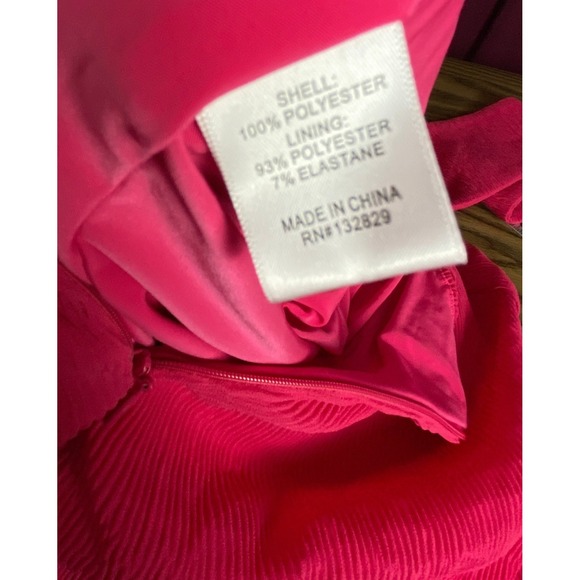 SHELL:
100% POLYESTER
LINING:
93% POLYESTER
7% ELASTANE
MADE IN CHINA
RN#132829